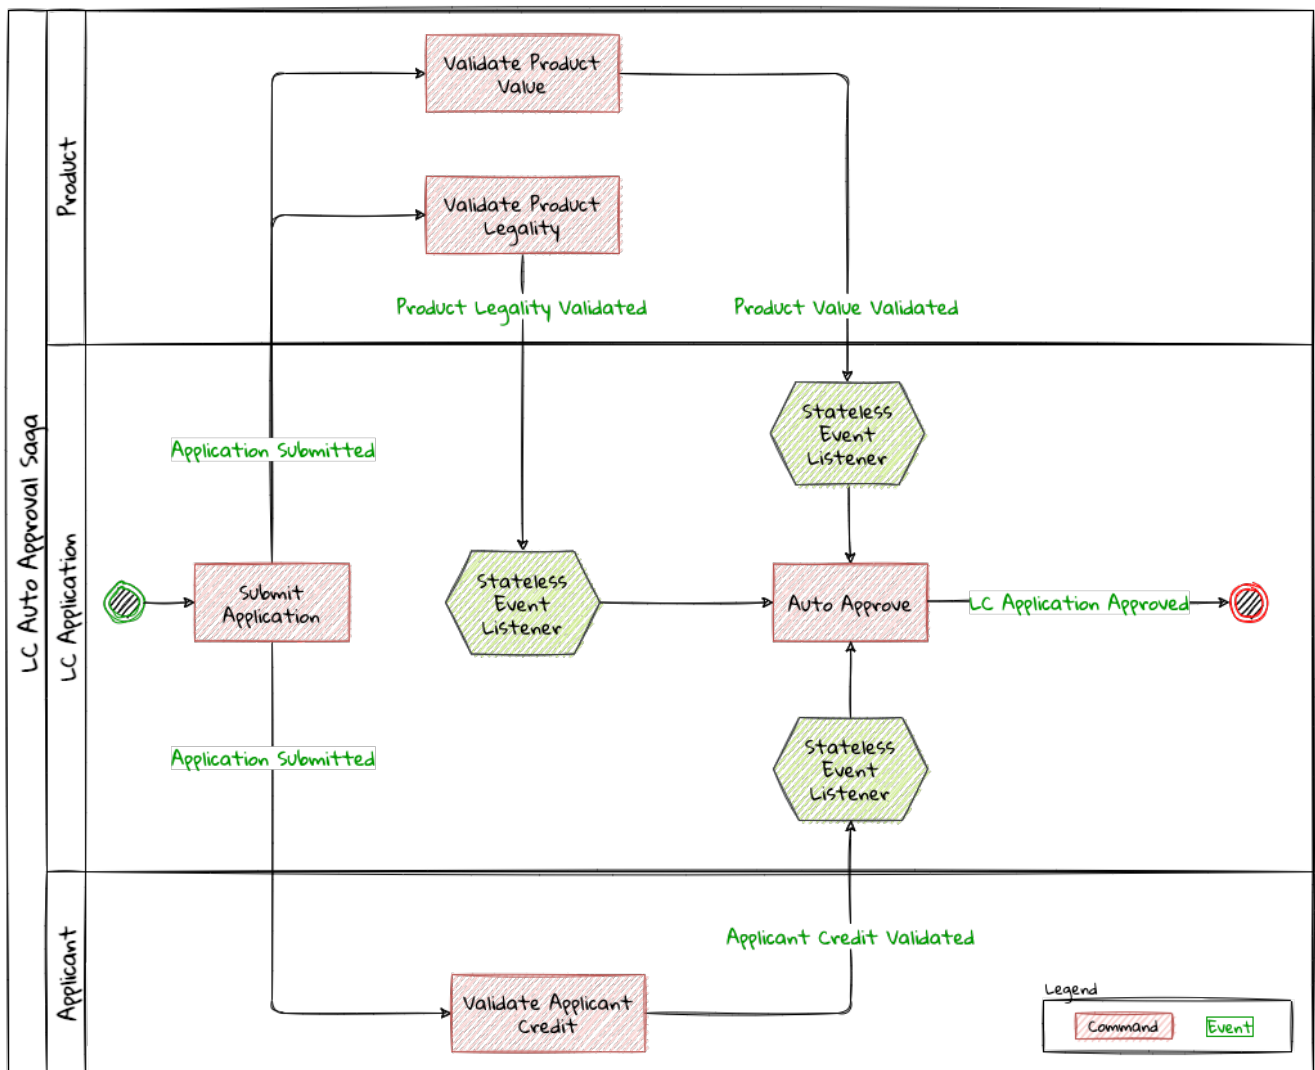 LC Auto Approval Saga
Product
Validate Product
Value
Validate Product
Legality
Product Legality Validated
Product Value Validated
LC Application
Application Submitted
Stateless
Event
Listener
Submit
Application
Stateless
Event
Listener
Auto Approve
LC Application Approved
Application Submitted
Stateless
Event
Listener
Applicant
Applicant Credit Validated
Validate Applicant
Credit
Legend
Command
Event